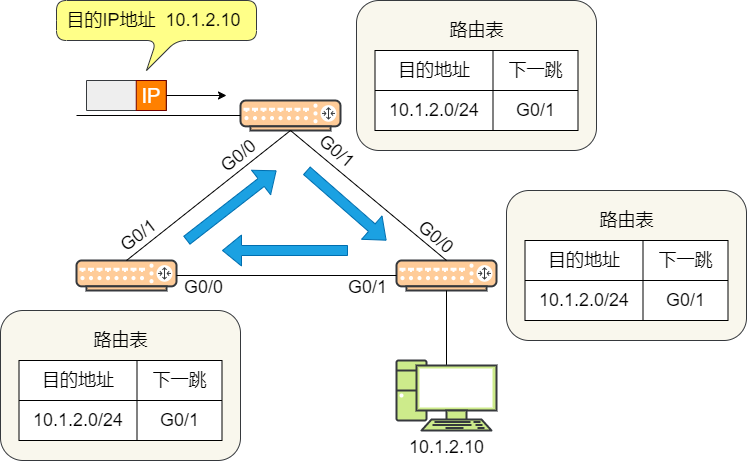 目的IP地址 10.1.2.10
IP
路由表
目的地址 下一跳
10.1.2.0/24 G0/1
G0/0
G0/1
G0/1
G0/0
G0/0
G0/1
路由表
目的地址 下一跳
10.1.2.0/24 G0/1
路由表
目的地址 下一跳
10.1.2.0/24 G0/1
10.1.2.10